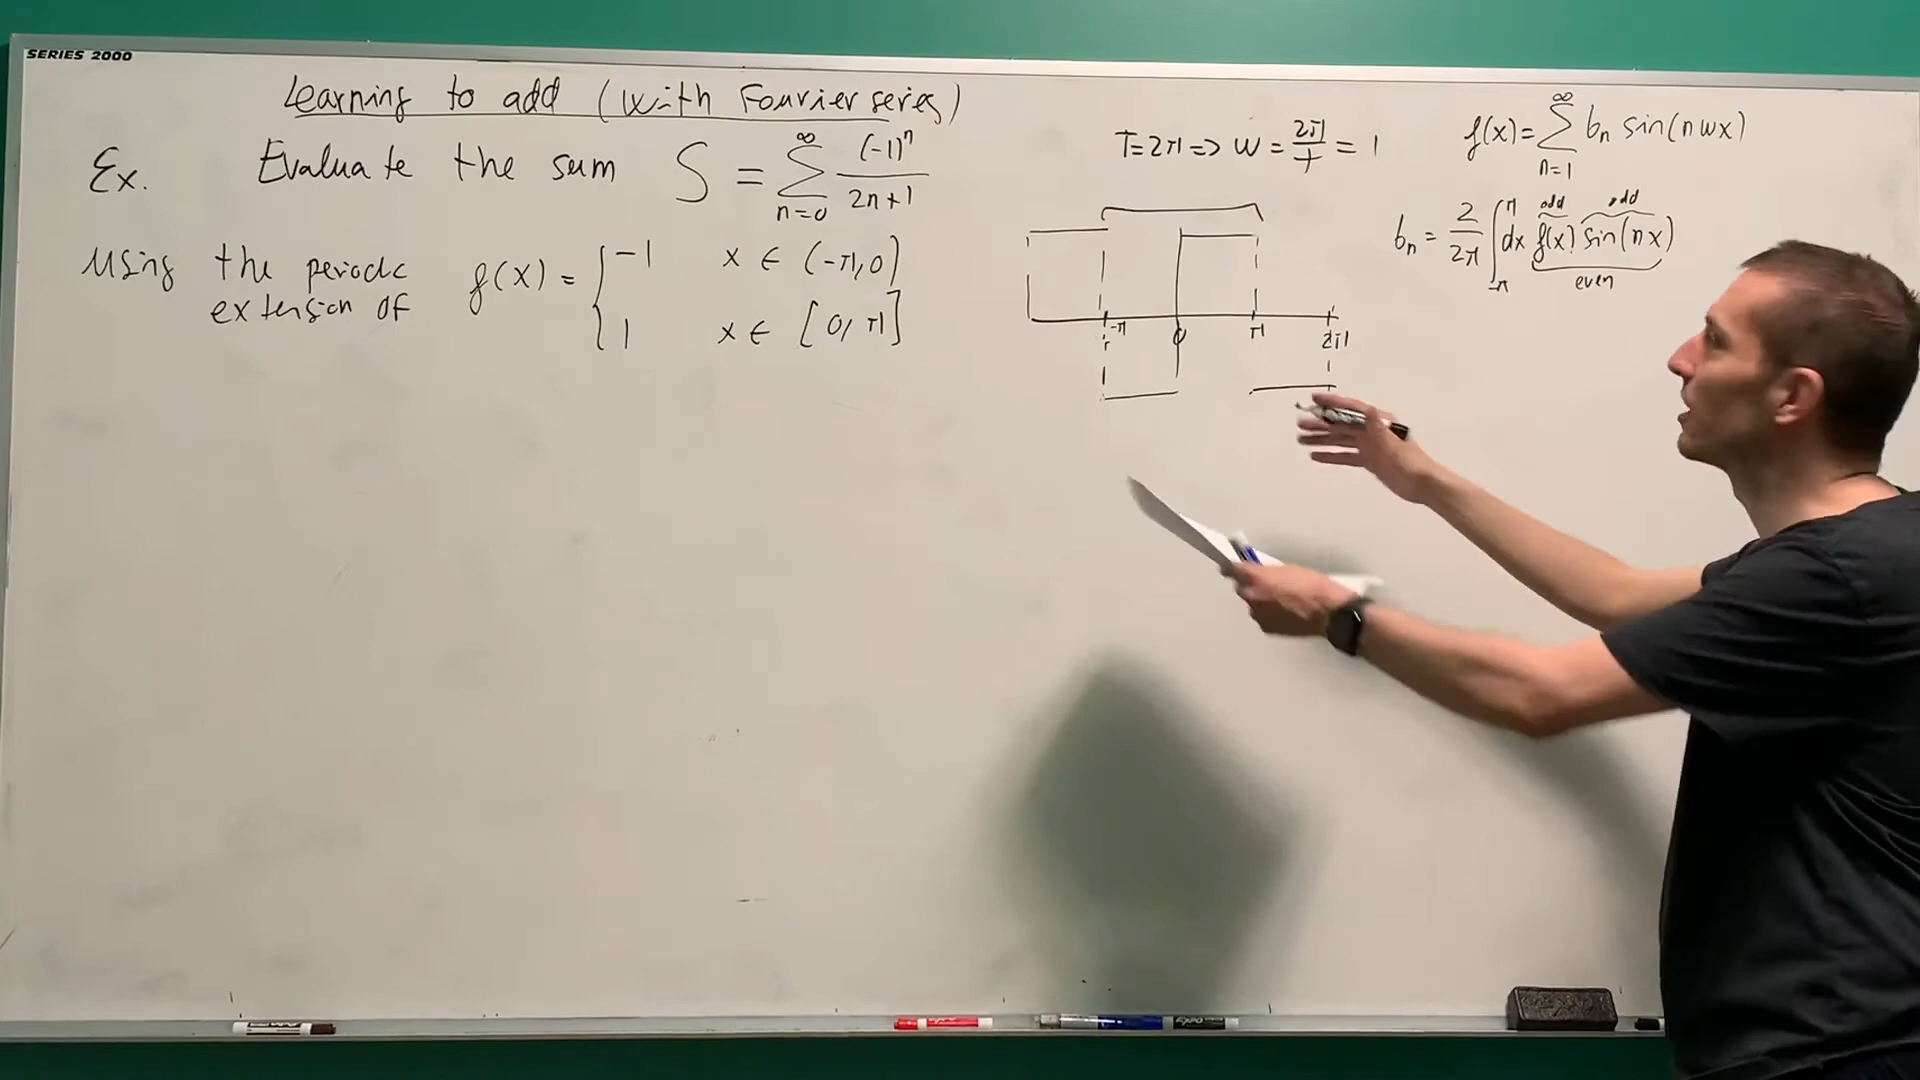 SERIES 2000
Learning to add (with Fourier series)
Ex. Evaluate the sum S = ∑_{n=0}^{∞} (-1)^n / (2n+1)
Using the periodic extension of f(x) = { -1 x ∈ (-π, 0)
1 x ∈ [0, π]
T=2π => ω = 2π/T = 1
-π 0 π 2π
f(x) = ∑_{n=1}^{∞} b_n sin(nωx)
odd odd
b_n = 2/2π ∫_{-π}^{π} dx f(x) sin(nx)
even